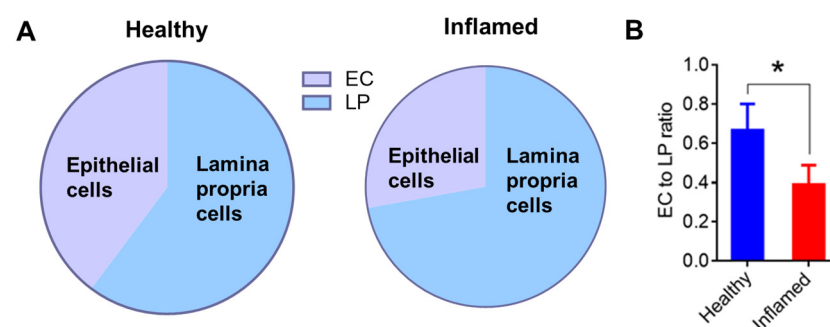 A
Healthy
Inflamed
B
EC
LP
Epithelial
cells
Lamina
propria
cells
Epithelial
cells
Lamina
propria
cells
EC to LP ratio
1.0
0.8
0.6
0.4
0.2
0.0
*
Healthy
Inflamed